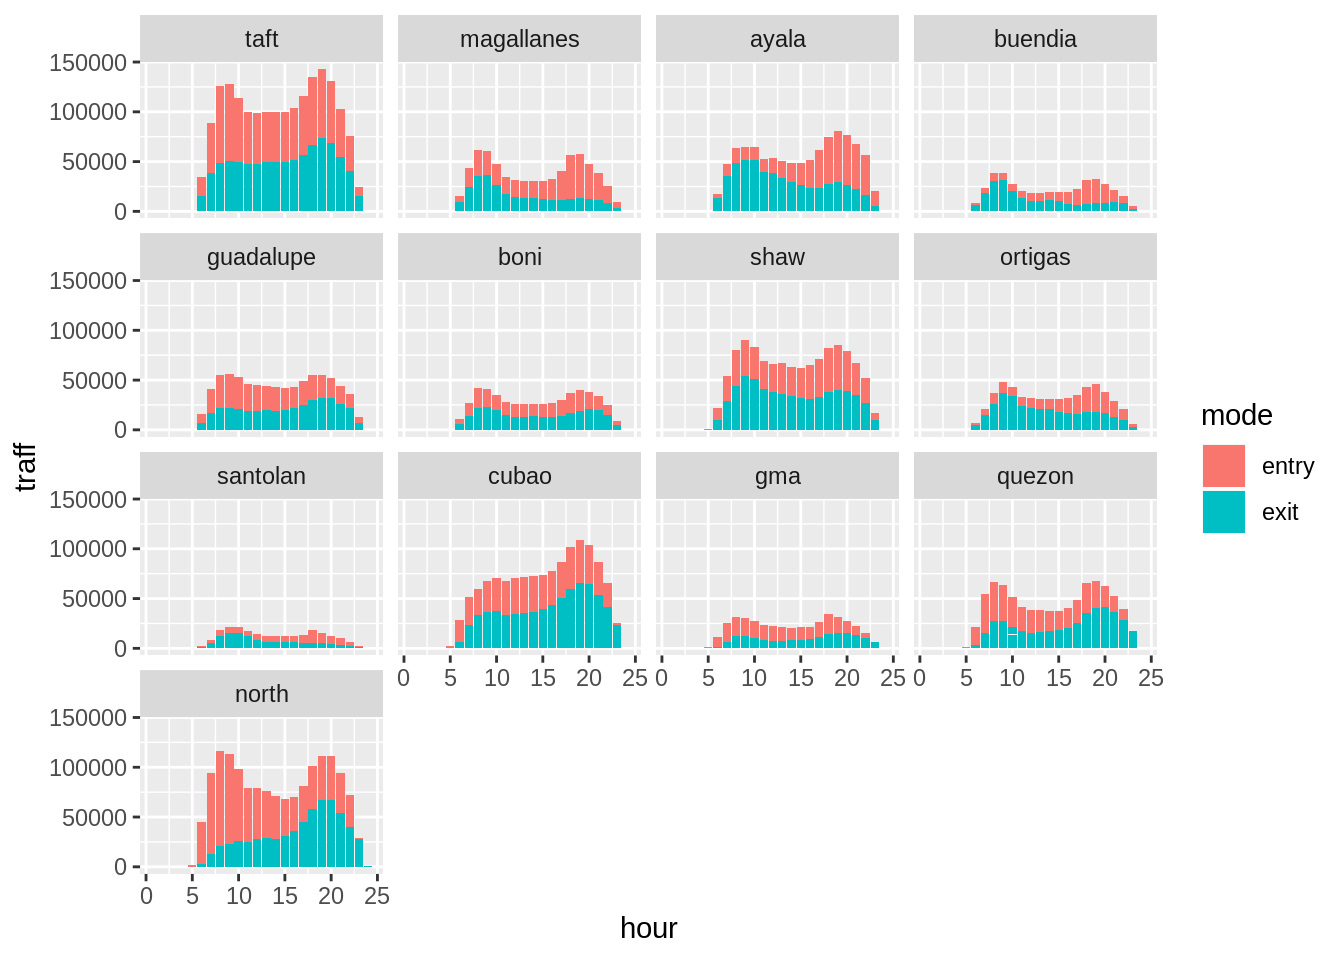 taft magallanes ayala buendia
150000
100000
50000
0
guadalupe boni shaw ortigas
150000
100000
50000
0
santolan cubao gma quezon
150000
100000
50000
0
0 5 10 15 20 25 0 5 10 15 20 25 0 5 10 15 20 25
north
150000
100000
50000
0
0 5 10 15 20 25
hour
traff
mode
entry
exit